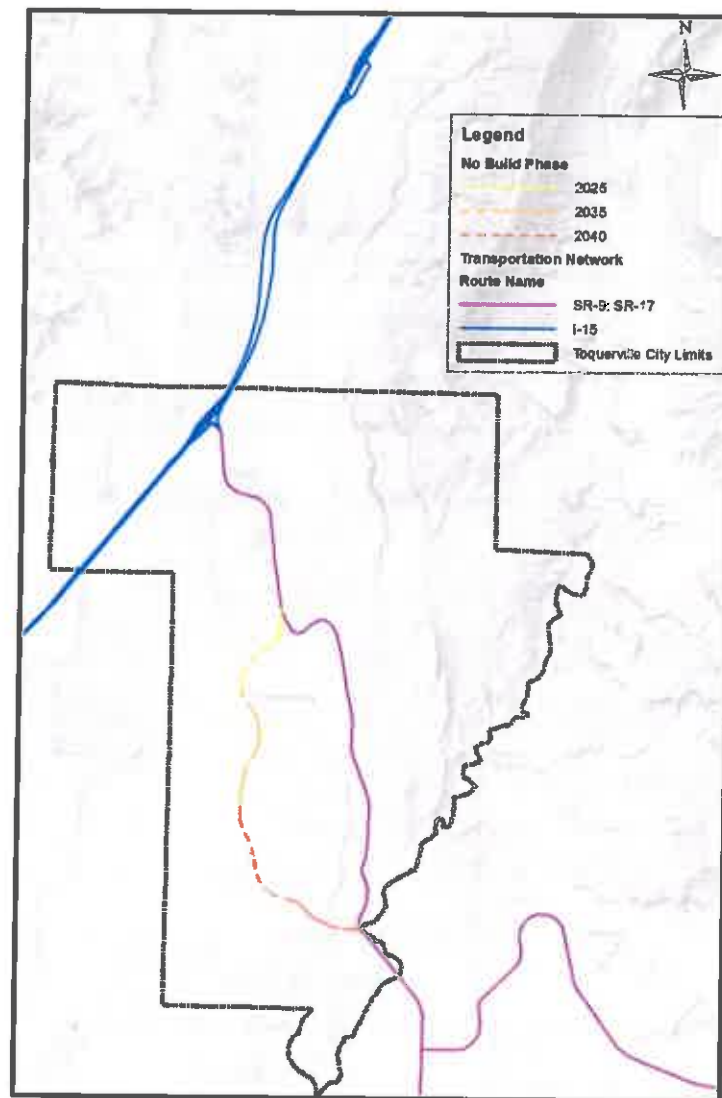 N
Legend
No Build Phase
2025
2035
2040
Transportation Network
Route Name
SR-9; SR-17
I-15
Toquerville City Limits